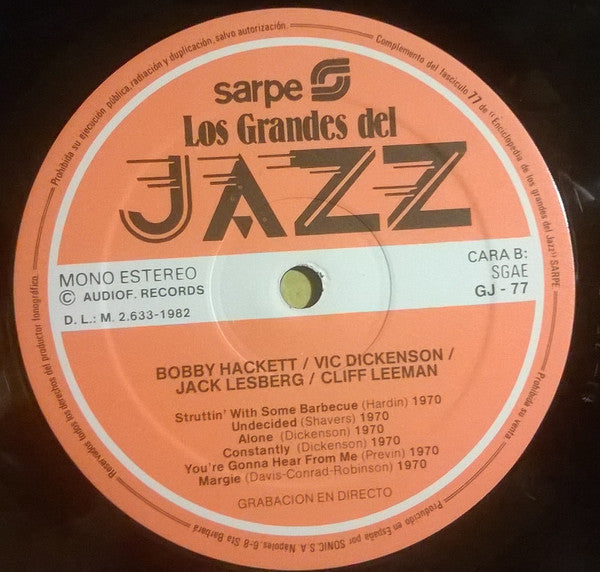 Prohibida su ejecución pública, radiación y duplicación, salvo autorización.
Complemento del fascículo 77 de "Enciclopedia de los grandes del Jazz" SARPE
sarpe
Los Grandes del
JAZZ
MONO ESTEREO
© AUDIOF. RECORDS
D. L.: M. 2.633-1982
CARA B:
SGAE
GJ - 77
BOBBY HACKETT / VIC DICKENSON /
JACK LESBERG / CLIFF LEEMAN
Struttin' With Some Barbecue (Hardin) 1970
Undecided (Shavers) 1970
Alone (Dickenson) 1970
Constantly (Dickenson) 1970
You're Gonna Hear From Me (Previn) 1970
Margie (Davis-Conrad-Robinson) 1970
GRABACION EN DIRECTO
Reservados todos los derechos del productor fonográfico.
Fabricado en España por SONIC, S.A. Nápoles, 6-8 Sta Barbará
Prohibida su venta